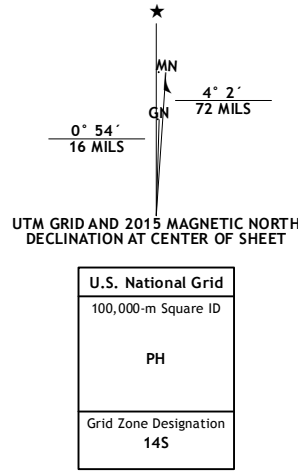 ★
MN
4° 2´
72 MILS
GN
0° 54´
16 MILS
UTM GRID AND 2015 MAGNETIC NORTH
DECLINATION AT CENTER OF SHEET
U.S. National Grid
100,000-m Square ID
PH
Grid Zone Designation
14S